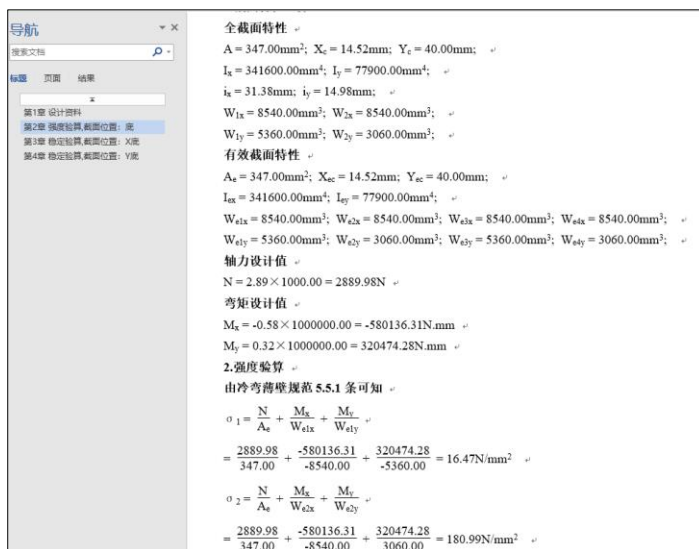 导航
搜索文档
标题 页面 结果
第1章 设计资料
第2章 强度验算,截面位置：底
第3章 稳定验算,截面位置：X底
第4章 稳定验算,截面位置：Y底
全截面特性
A = 347.00mm²; Xc = 14.52mm; Yc = 40.00mm;
Ix = 341600.00mm⁴; Iy = 77900.00mm⁴;
ix = 31.38mm; iy = 14.98mm;
W1x = 8540.00mm³; W2x = 8540.00mm³;
W1y = 5360.00mm³; W2y = 3060.00mm³;
有效截面特性
Ae = 347.00mm²; Xec = 14.52mm; Yec = 40.00mm;
Iex = 341600.00mm⁴; Iey = 77900.00mm⁴;
We1x = 8540.00mm³; We2x = 8540.00mm³; We3x = 8540.00mm³; We4x = 8540.00mm³;
We1y = 5360.00mm³; We2y = 3060.00mm³; We3y = 5360.00mm³; We4y = 3060.00mm³;
轴力设计值
N = 2.89×1000.00 = 2889.98N
弯矩设计值
Mx = -0.58×1000000.00 = -580136.31N.mm
My = 0.32×1000000.00 = 320474.28N.mm
2.强度验算
由冷弯薄壁规范 5.5.1 条可知
σ1 = N/Ae + Mx/We1x + My/We1y
= 2889.98/347.00 + -580136.31/-8540.00 + 320474.28/-5360.00 = 16.47N/mm²
σ2 = N/Ae + Mx/We2x + My/We2y
= 2889.98/347.00 + -580136.31/-8540.00 + 320474.28/3060.00 = 180.99N/mm²